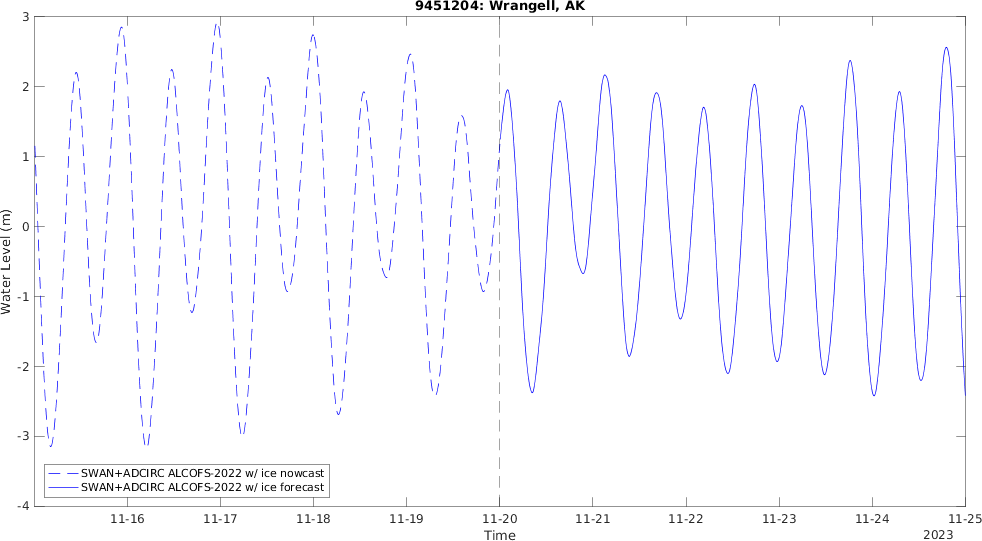 9451204: Wrangell, AK
3
2
1
0
-1
-2
-3
-4
Water Level (m)
SWAN+ADCIRC ALCOFS-2022 w/ ice nowcast
SWAN+ADCIRC ALCOFS-2022 w/ ice forecast
11-16 11-17 11-18 11-19 11-20 11-21 11-22 11-23 11-24 11-25
Time
2023